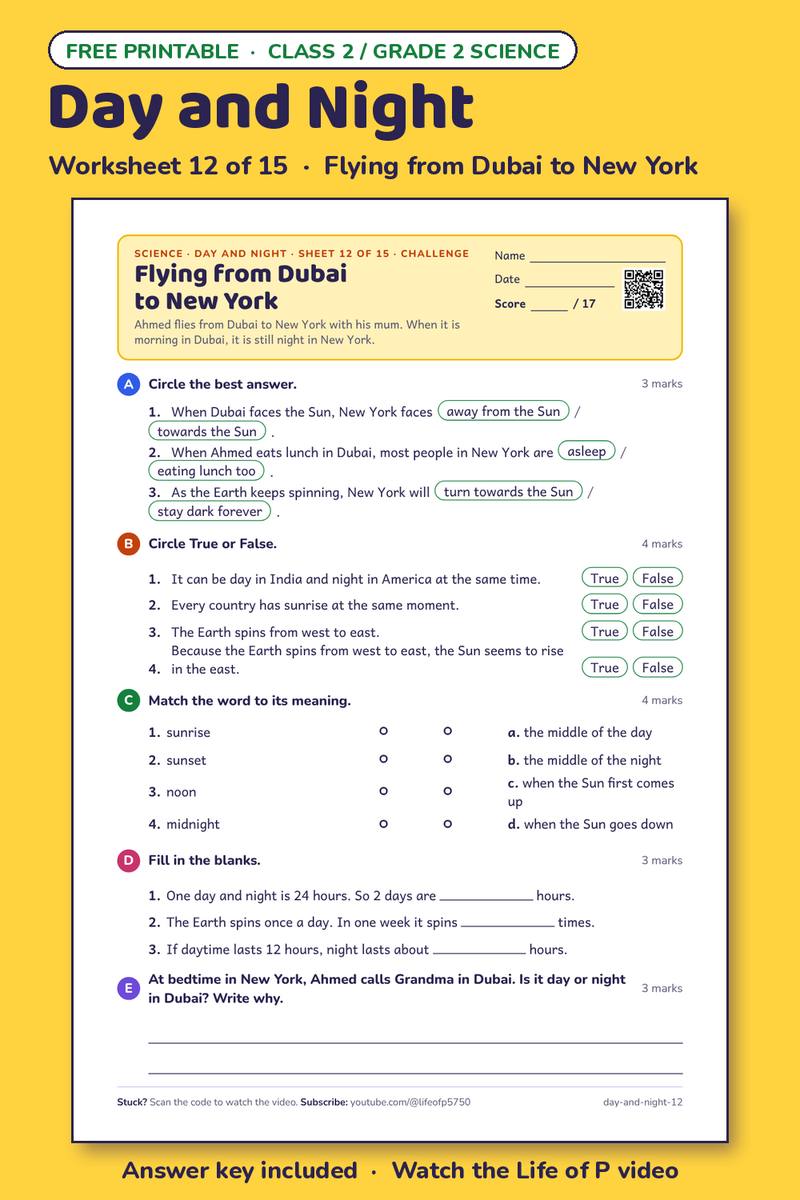 FREE PRINTABLE · CLASS 2 / GRADE 2 SCIENCE
Day and Night
Worksheet 12 of 15 · Flying from Dubai to New York
SCIENCE · DAY AND NIGHT · SHEET 12 OF 15 · CHALLENGE
Flying from Dubai
to New York
Ahmed flies from Dubai to New York with his mum. When it is
morning in Dubai, it is still night in New York.
Name ____________________
Date ______________
Score ______ / 17
A Circle the best answer. 3 marks
1. When Dubai faces the Sun, New York faces away from the Sun /
towards the Sun .
2. When Ahmed eats lunch in Dubai, most people in New York are asleep /
eating lunch too .
3. As the Earth keeps spinning, New York will turn towards the Sun /
stay dark forever .
B Circle True or False. 4 marks
1. It can be day in India and night in America at the same time. True False
2. Every country has sunrise at the same moment. True False
3. The Earth spins from west to east. True False
Because the Earth spins from west to east, the Sun seems to rise
4. in the east. True False
C Match the word to its meaning. 4 marks
1. sunrise a. the middle of the day
2. sunset b. the middle of the night
3. noon c. when the Sun first comes
up
4. midnight d. when the Sun goes down
D Fill in the blanks. 3 marks
1. One day and night is 24 hours. So 2 days are ______________ hours.
2. The Earth spins once a day. In one week it spins ______________ times.
3. If daytime lasts 12 hours, night lasts about ______________ hours.
E At bedtime in New York, Ahmed calls Grandma in Dubai. Is it day or night
in Dubai? Write why. 3 marks
Stuck? Scan the code to watch the video. Subscribe: youtube.com/@lifeofp5750 day-and-night-12
Answer key included · Watch the Life of P video